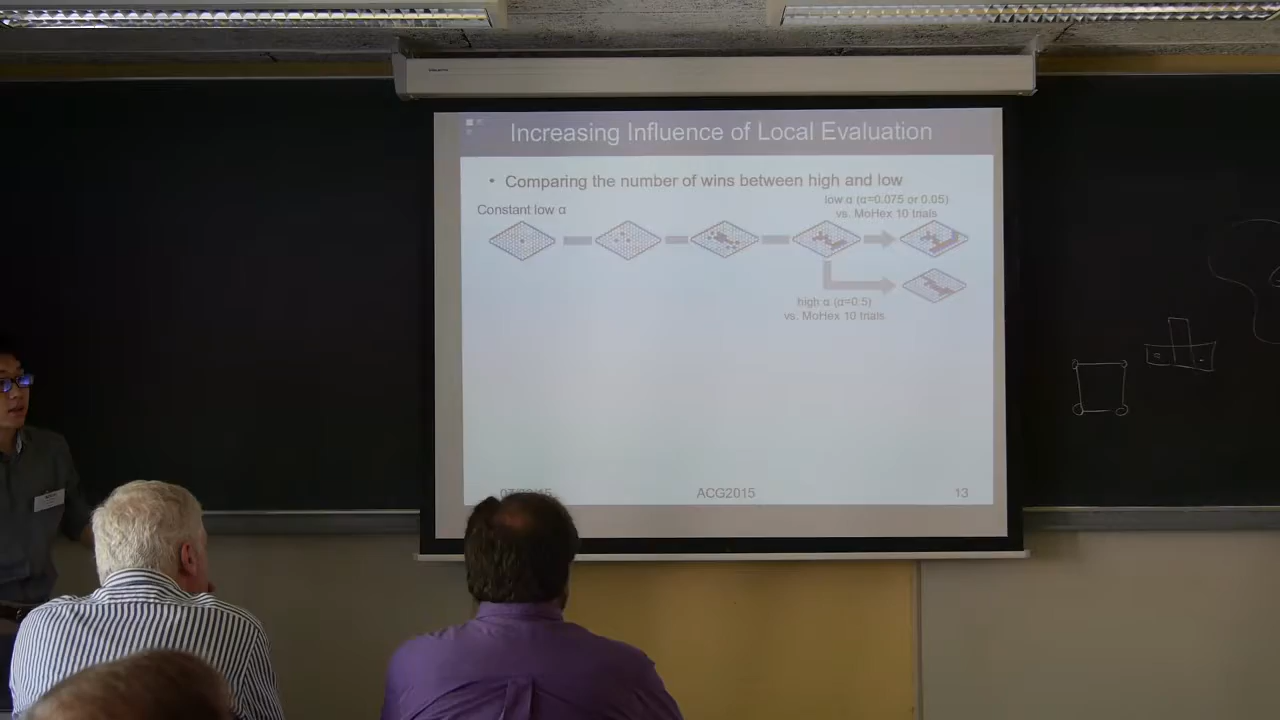 Increasing Influence of Local Evaluation
• Comparing the number of wins between high and low
Constant low α
low α (α=0.075 or 0.05)
vs. MoHex 10 trials
high α (α=0.5)
vs. MoHex 10 trials
ACG2015
13